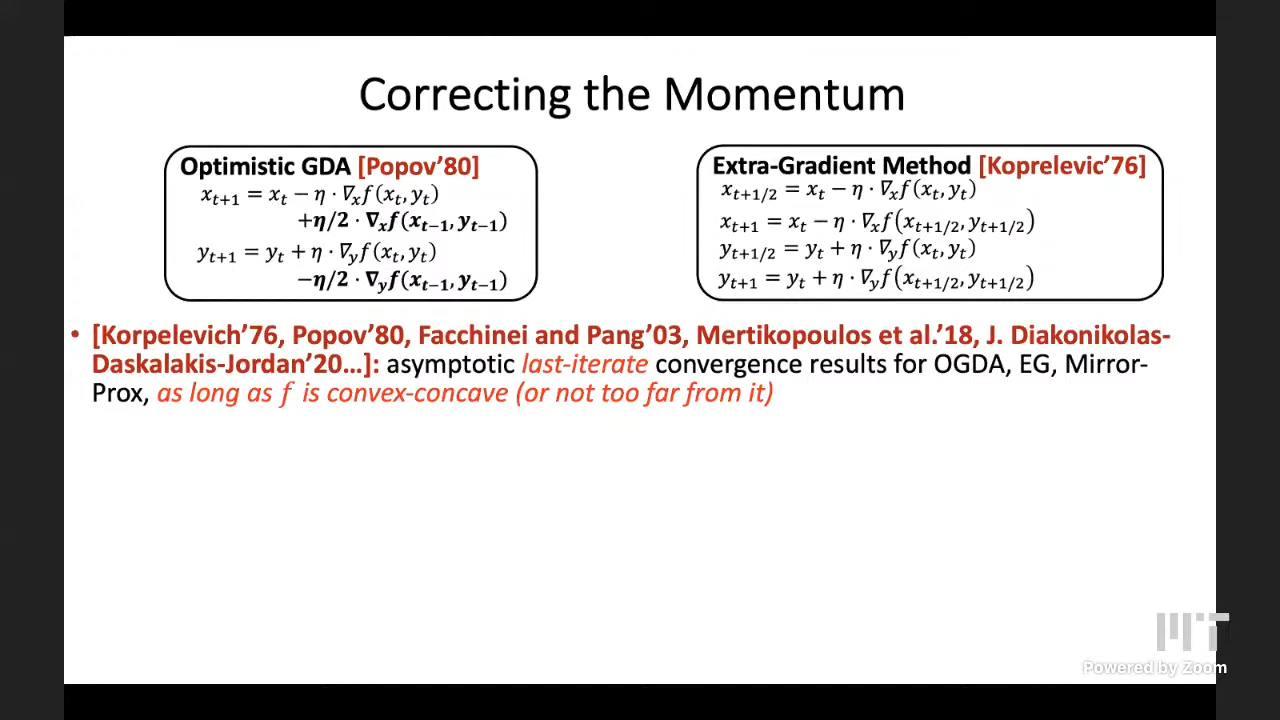 Correcting the Momentum
Optimistic GDA [Popov’80]
x_{t+1} = x_t − η · ∇_x f(x_t, y_t)
+η/2 · ∇_x f(x_{t−1}, y_{t−1})
y_{t+1} = y_t + η · ∇_y f(x_t, y_t)
−η/2 · ∇_y f(x_{t−1}, y_{t−1})
Extra-Gradient Method [Koprelevic’76]
x_{t+1/2} = x_t − η · ∇_x f(x_t, y_t)
x_{t+1} = x_t − η · ∇_x f(x_{t+1/2}, y_{t+1/2})
y_{t+1/2} = y_t + η · ∇_y f(x_t, y_t)
y_{t+1} = y_t + η · ∇_y f(x_{t+1/2}, y_{t+1/2})
• [Korpelevich’76, Popov’80, Facchinei and Pang’03, Mertikopoulos et al.’18, J. Diakonikolas-
Daskalakis-Jordan’20…]: asymptotic last-iterate convergence results for OGDA, EG, Mirror-
Prox, as long as f is convex-concave (or not too far from it)
MIT
Powered by Zoom